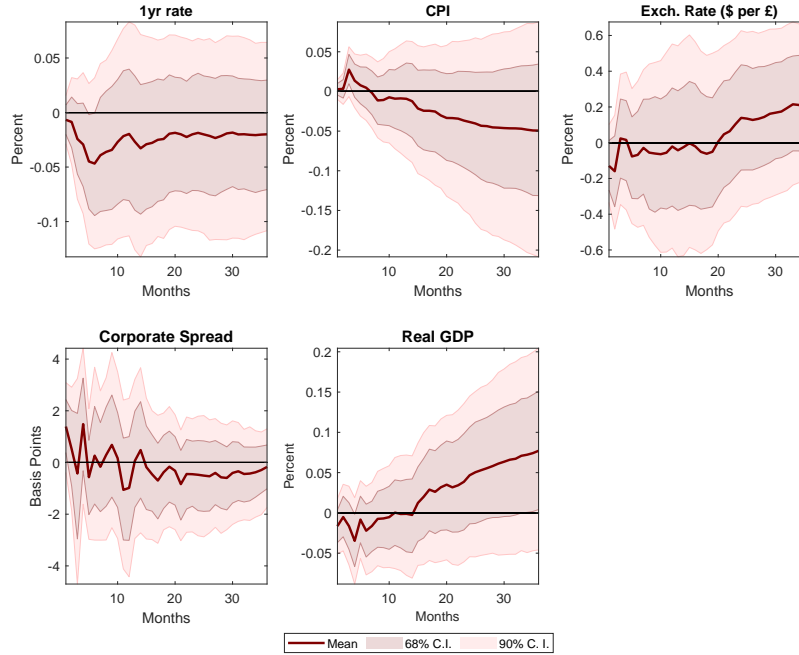 1yr rate
0.05
0
-0.05
-0.1
Percent
10 20 30
Months
CPI
0.05
0
-0.05
-0.1
-0.15
-0.2
Percent
10 20 30
Months
Exch. Rate ($ per £)
0.6
0.4
0.2
0
-0.2
-0.4
-0.6
Percent
10 20 30
Months
Corporate Spread
4
2
0
-2
-4
Basis Points
10 20 30
Months
Real GDP
0.2
0.15
0.1
0.05
0
-0.05
Percent
10 20 30
Months
Mean 68% C.I. 90% C. I.